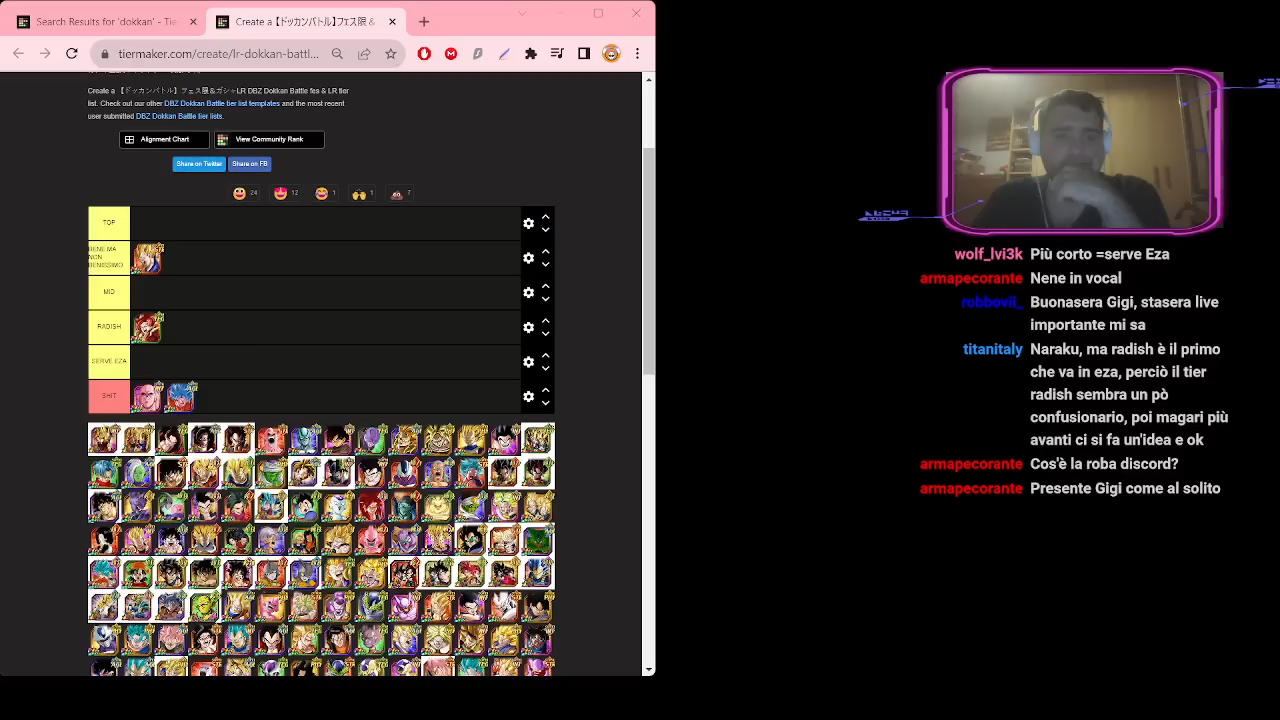 Search Results for 'dokkan' - Tie
Create a 【ドッカンバトル】フェス限 &
tiermaker.com/create/lr-dokkan-battl...
Create a 【ドッカンバトル】フェス限＆ガシャLR DBZ Dokkan Battle fes & LR tier
list. Check out our other DBZ Dokkan Battle tier list templates and the most recent
user submitted DBZ Dokkan Battle tier lists.
Alignment Chart
View Community Rank
Share on Twitter
Share on FB
24
12
1
1
7
TOP
BENE MA
NON
BENISSIMO
MID
RADISH
SERVE EZA
SHIT
wolf_lvi3k Più corto =serve Eza
armapecorante Nene in vocal
robbovii_ Buonasera Gigi, stasera live
importante mi sa
titanitaly Naraku, ma radish è il primo
che va in eza, perciò il tier
radish sembra un pò
confusionario, poi magari più
avanti ci si fa un'idea e ok
armapecorante Cos'è la roba discord?
armapecorante Presente Gigi come al solito